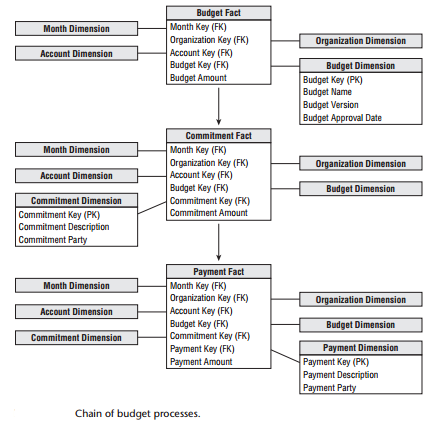 Budget Fact
Month Key (FK)
Organization Key (FK)
Account Key (FK)
Budget Key (FK)
Budget Amount
Month Dimension
Account Dimension
Organization Dimension
Budget Dimension
Budget Key (PK)
Budget Name
Budget Version
Budget Approval Date
Commitment Fact
Month Key (FK)
Organization Key (FK)
Account Key (FK)
Budget Key (FK)
Commitment Key (FK)
Commitment Amount
Month Dimension
Account Dimension
Commitment Dimension
Commitment Key (PK)
Commitment Description
Commitment Party
Organization Dimension
Budget Dimension
Payment Fact
Month Key (FK)
Organization Key (FK)
Account Key (FK)
Budget Key (FK)
Commitment Key (FK)
Payment Key (FK)
Payment Amount
Month Dimension
Account Dimension
Commitment Dimension
Organization Dimension
Budget Dimension
Payment Dimension
Payment Key (PK)
Payment Description
Payment Party
Chain of budget processes.